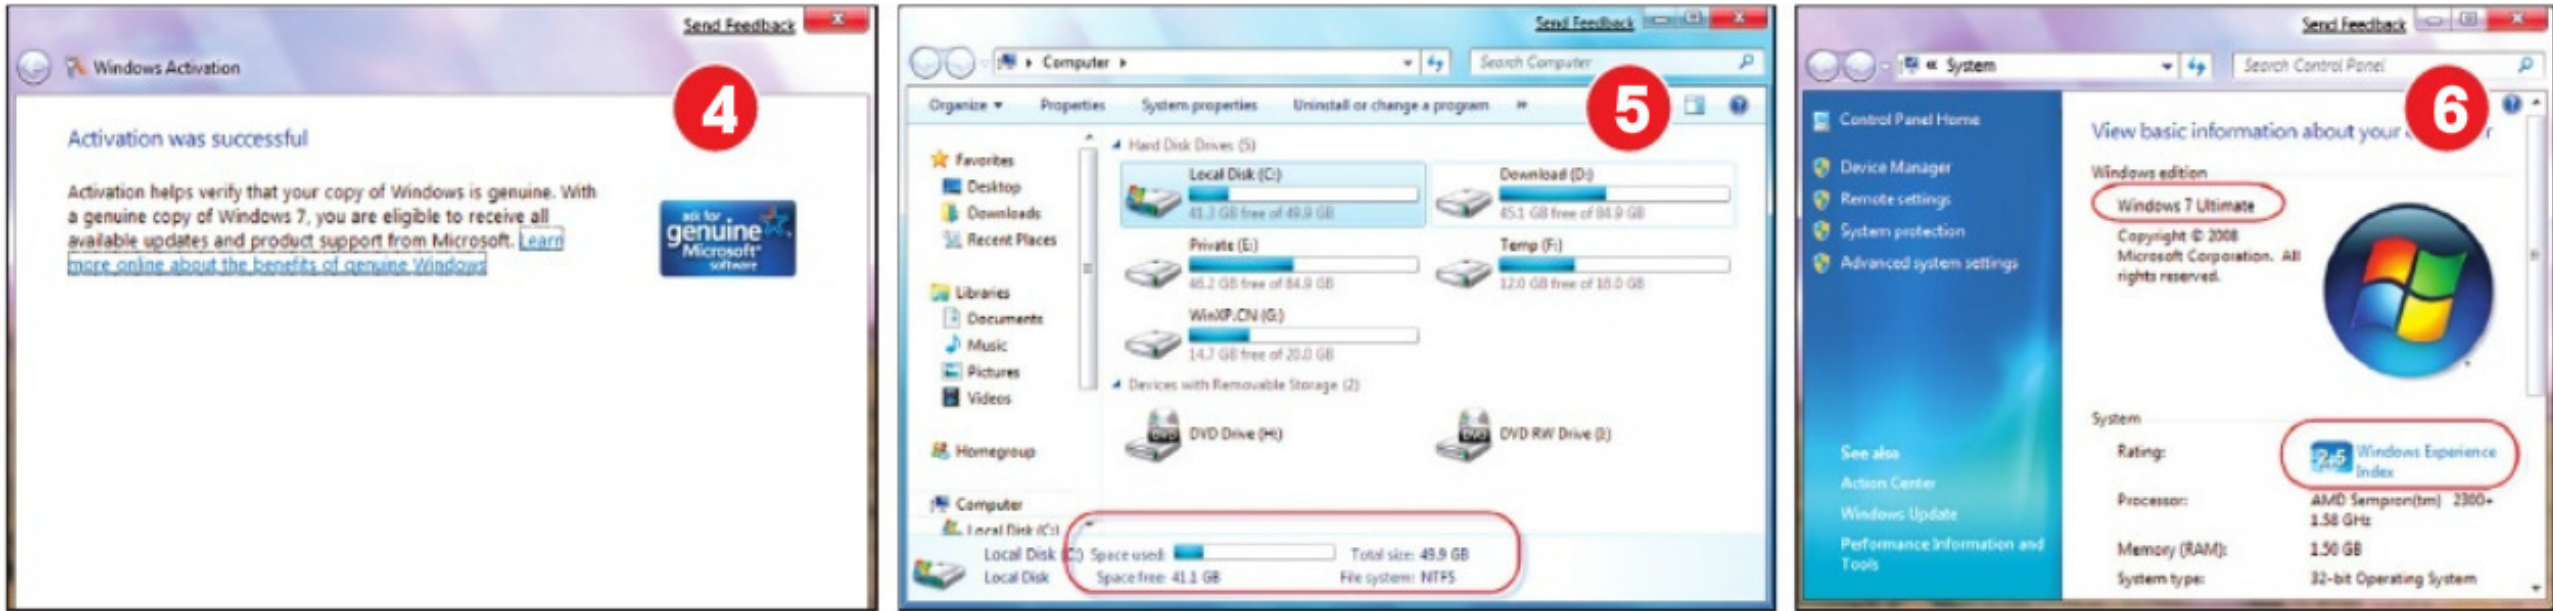 Send Feedback
Windows Activation
4
Activation was successful
Activation helps verify that your copy of Windows is genuine. With
a genuine copy of Windows 7, you are eligible to receive all
available updates and product support from Microsoft. Learn
more online about the benefits of genuine Windows
ask for
genuine
Microsoft
software
Send Feedback
Computer
Search Computer
5
Organize
Properties
System properties
Uninstall or change a program
»
Favorites
Desktop
Downloads
Recent Places
Libraries
Documents
Music
Pictures
Videos
Homegroup
Computer
Local Disk (C:)
Hard Disk Drives (5)
Local Disk (C:)
41.3 GB free of 49.9 GB
Download (D:)
45.1 GB free of 84.9 GB
Private (E:)
46.2 GB free of 84.9 GB
Temp (F:)
12.0 GB free of 18.0 GB
WinXP.CN (G:)
14.7 GB free of 20.0 GB
Devices with Removable Storage (2)
DVD Drive (H:)
DVD RW Drive (I:)
Local Disk (C:) Space used: Total size: 49.9 GB
Local Disk Space free: 41.1 GB File system: NTFS
Send Feedback
« System
Search Control Panel
6
Control Panel Home
Device Manager
Remote settings
System protection
Advanced system settings
See also
Action Center
Windows Update
Performance Information and
Tools
View basic information about your
Windows edition
Windows 7 Ultimate
Copyright © 2008
Microsoft Corporation. All
rights reserved.
System
Rating: 2.5 Windows Experience
Index
Processor: AMD Sempron(tm) 2300+
1.58 GHz
Memory (RAM): 1.50 GB
System type: 32-bit Operating System